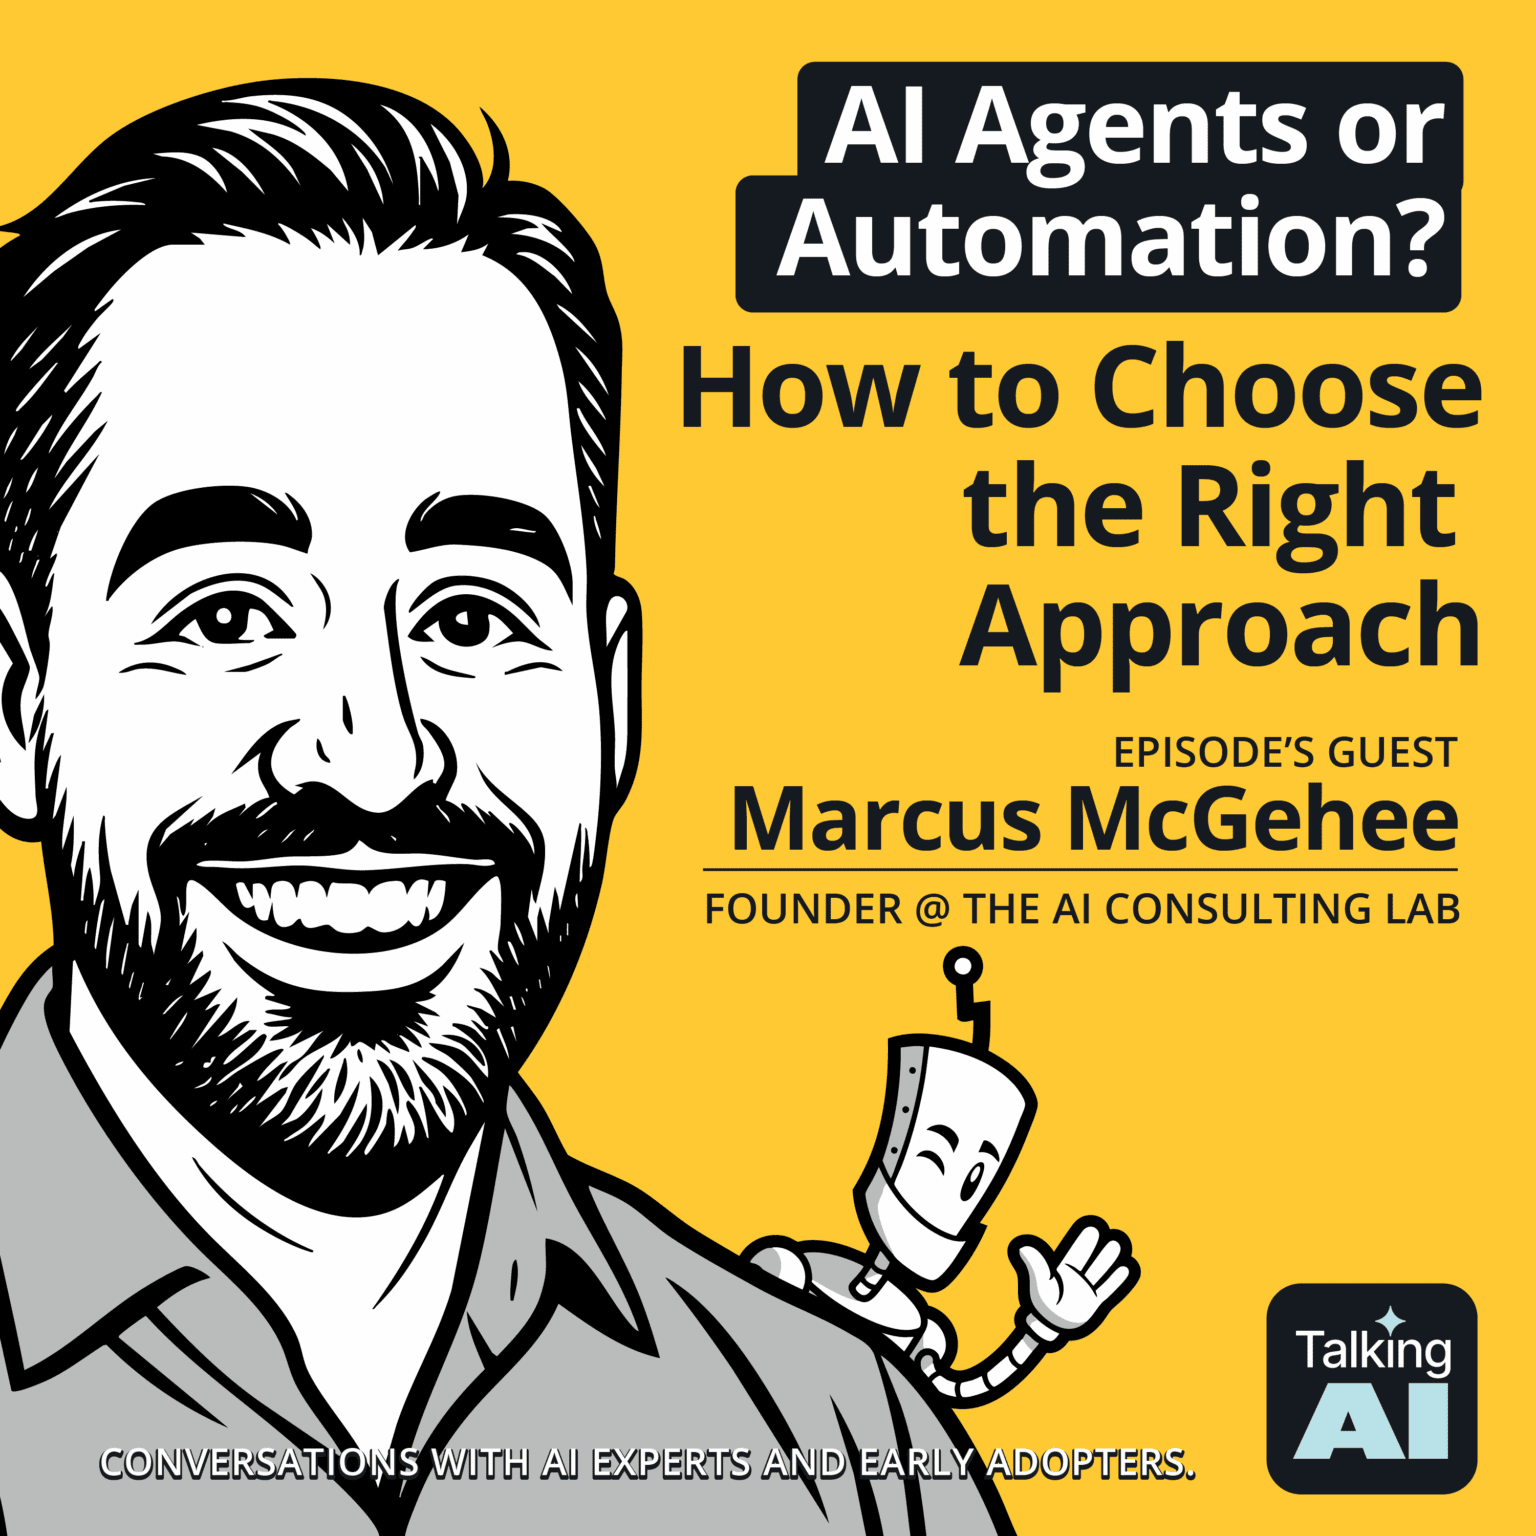 AI Agents or
Automation?
How to Choose
the Right
Approach
EPISODE’S GUEST
Marcus McGehee
FOUNDER @ THE AI CONSULTING LAB
Talking
AI
CONVERSATIONS WITH AI EXPERTS AND EARLY ADOPTERS.